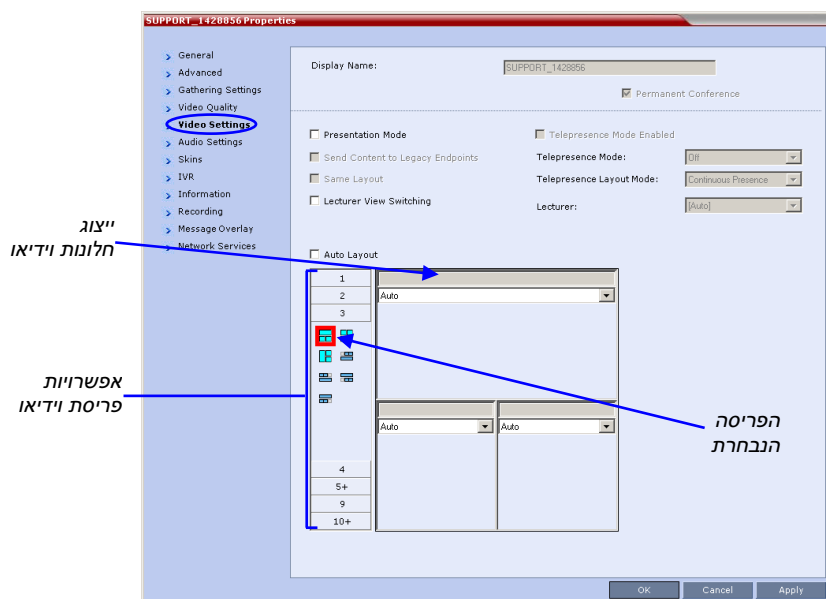 SUPPORT_1428856 Properties
General
Advanced
Gathering Settings
Video Quality
Video Settings
Audio Settings
Skins
IVR
Information
Recording
Message Overlay
Network Services
Display Name:
SUPPORT_1428856
Permanent Conference
Presentation Mode
Telepresence Mode Enabled
Send Content to Legacy Endpoints
Telepresence Mode:
Off
Same Layout
Telepresence Layout Mode:
Continuous Presence
Lecturer View Switching
Lecturer:
[Auto]
Auto Layout
ייצוג
חלונות וידיאו
1
2
Auto
3
אפשרויות
פריסת וידיאו
Auto
Auto
הפריסה
הנבחרת
4
5+
9
10+
OK
Cancel
Apply